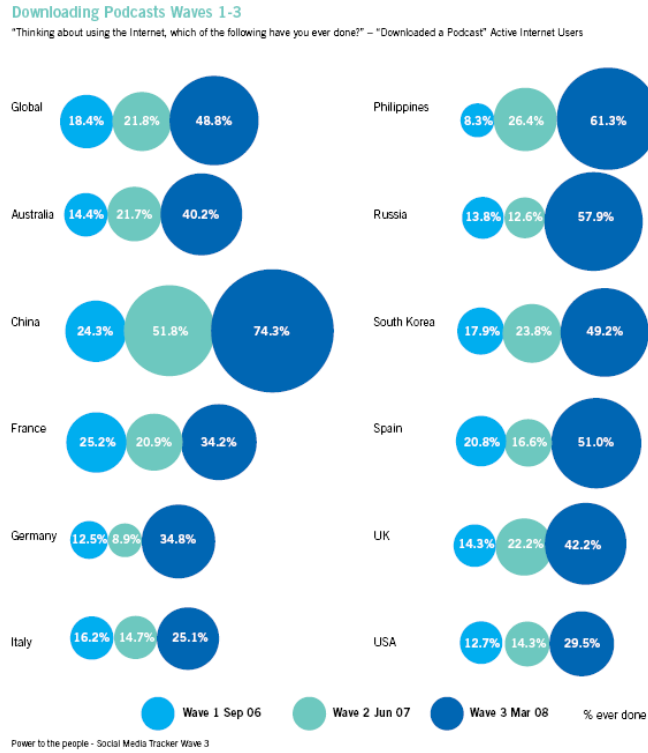 Downloading Podcasts Waves 1-3
"Thinking about using the Internet, which of the following have you ever done?" – "Downloaded a Podcast" Active Internet Users
Global 18.4% 21.8% 48.8%
Australia 14.4% 21.7% 40.2%
China 24.3% 51.8% 74.3%
France 25.2% 20.9% 34.2%
Germany 12.5% 8.9% 34.8%
Italy 16.2% 14.7% 25.1%
Philippines 8.3% 26.4% 61.3%
Russia 13.8% 12.6% 57.9%
South Korea 17.9% 23.8% 49.2%
Spain 20.8% 16.6% 51.0%
UK 14.3% 22.2% 42.2%
USA 12.7% 14.3% 29.5%
Wave 1 Sep 06 Wave 2 Jun 07 Wave 3 Mar 08 % ever done
Power to the people - Social Media Tracker Wave 3